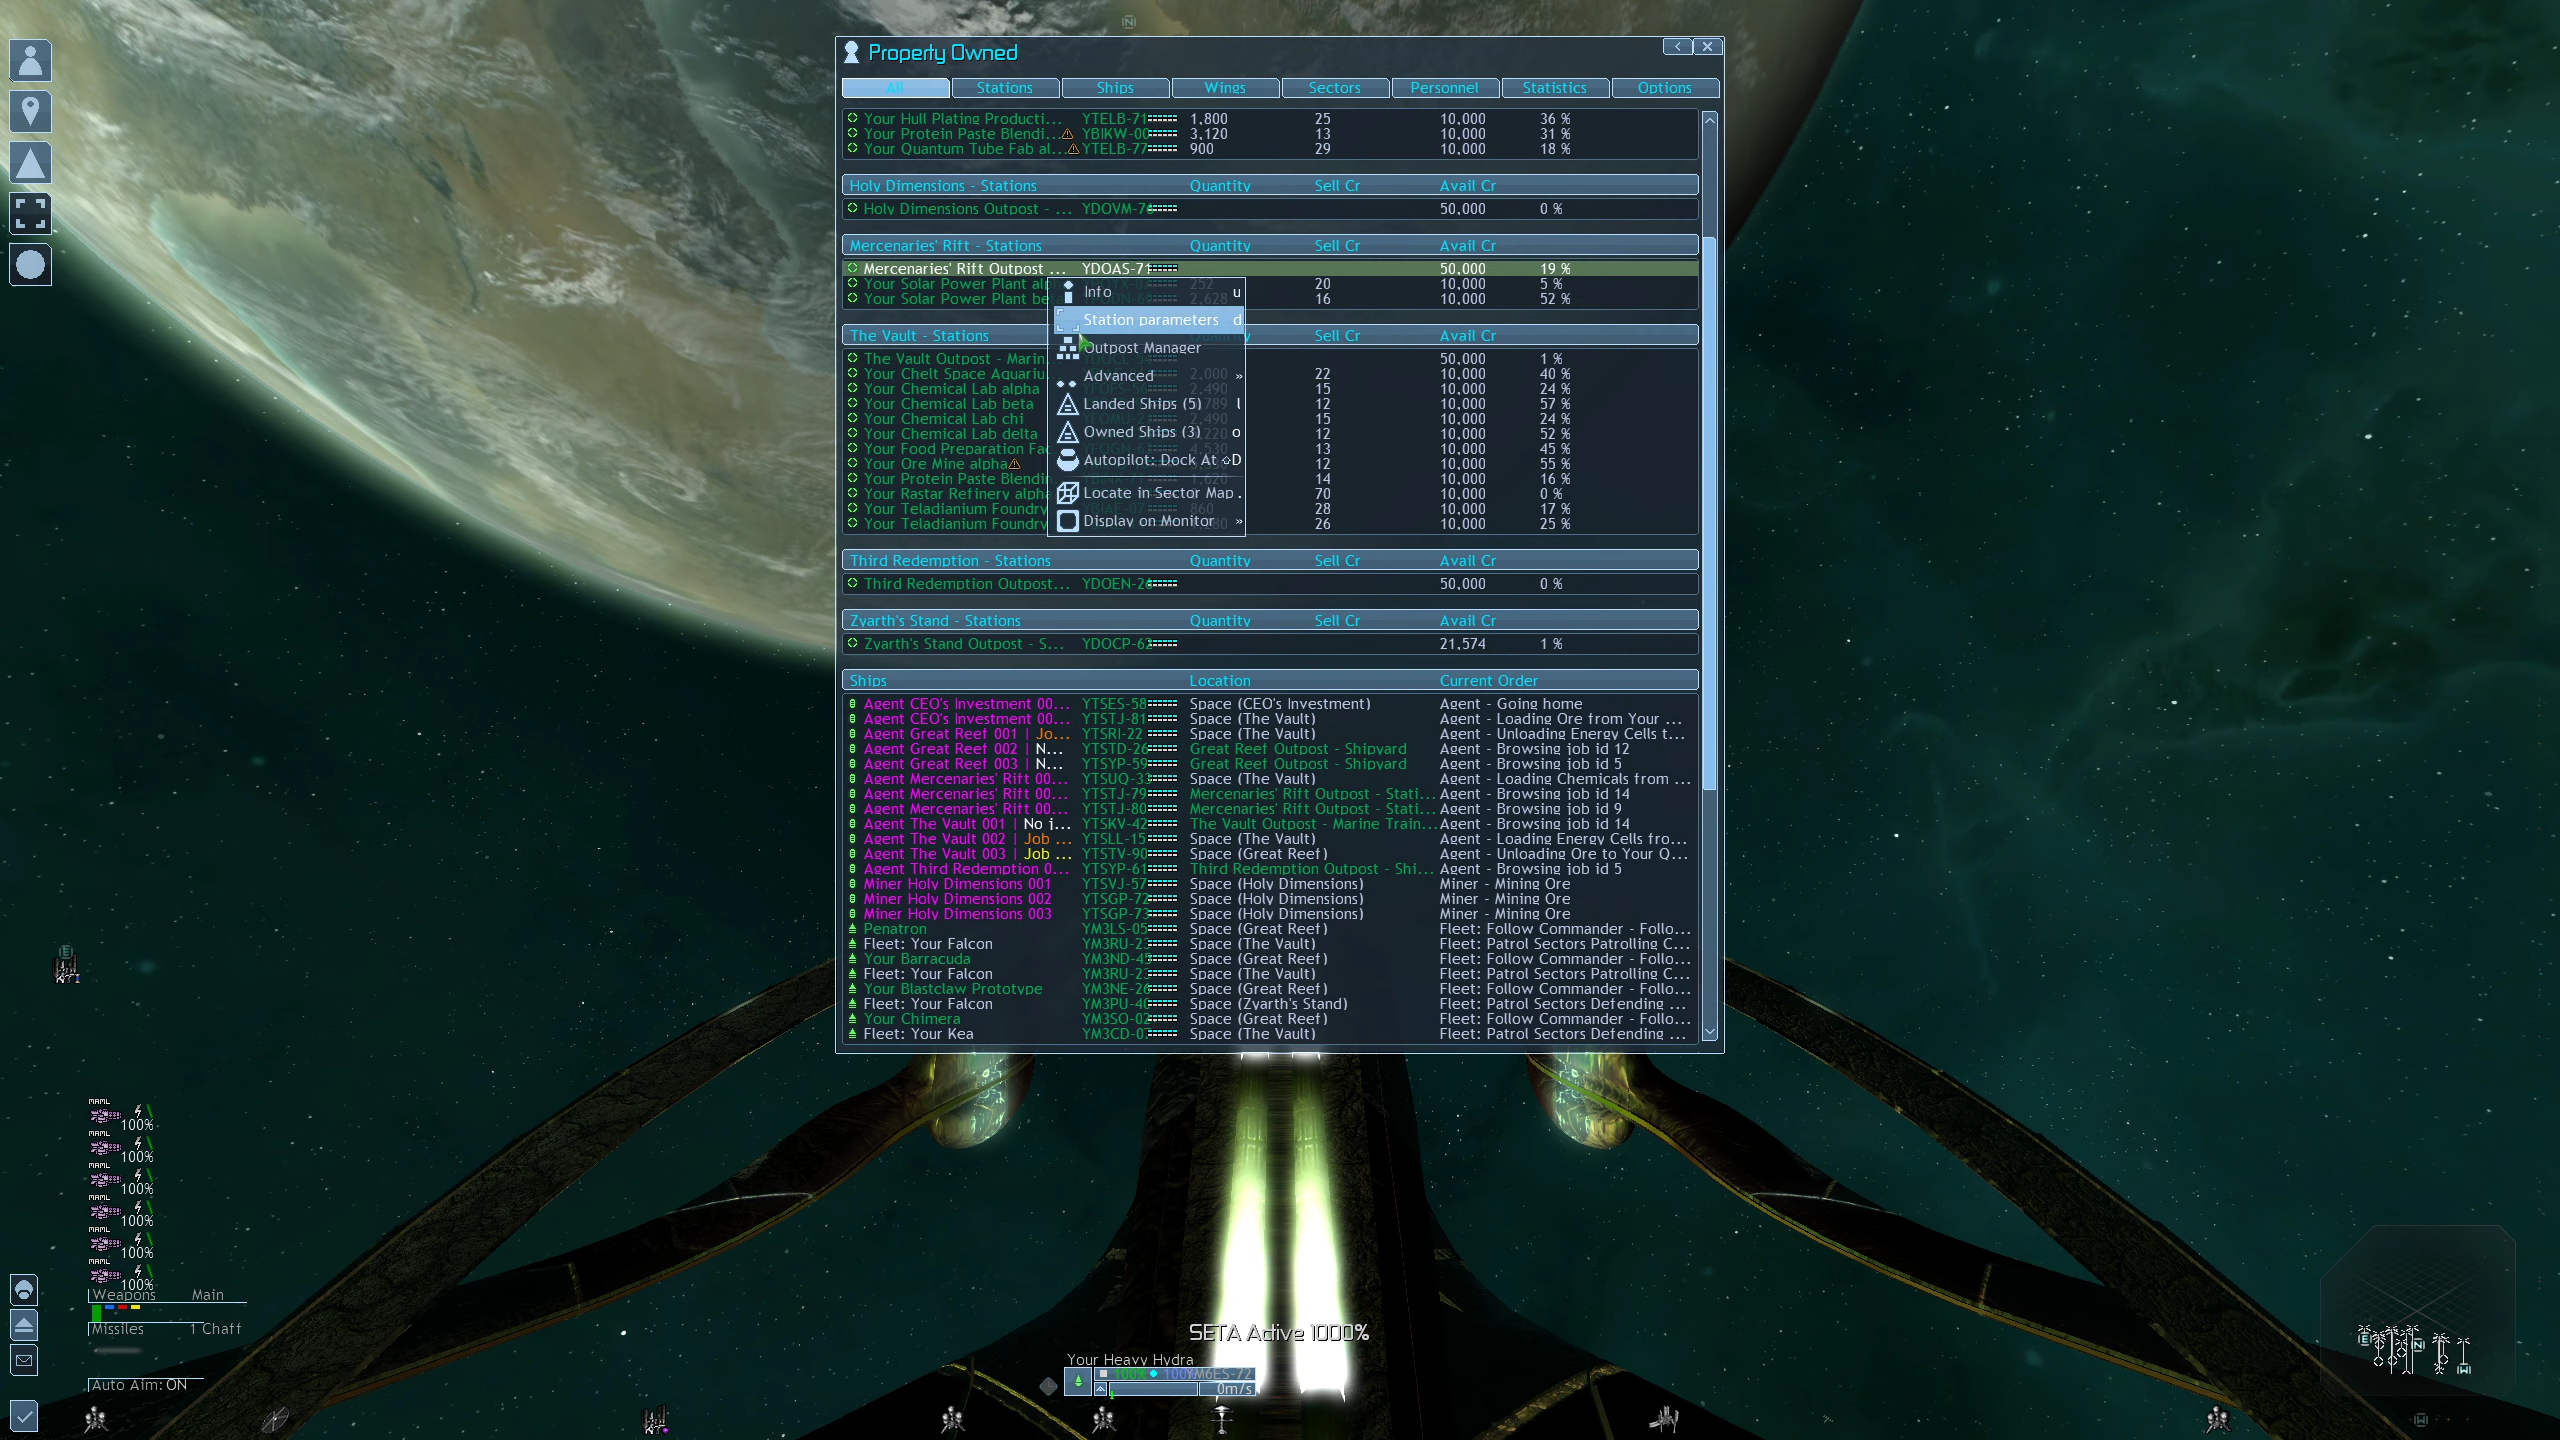 Property Owned
All Stations Ships Wings Sectors Personnel Statistics Options
Your Hull Plating Producti... YTELB-71 1,800 25 10,000 36 %
Your Protein Paste Blendi... YBIKW-00 3,120 13 10,000 31 %
Your Quantum Tube Fab al... YTELB-77 900 29 10,000 18 %
Holy Dimensions - Stations Quantity Sell Cr Avail Cr
Holy Dimensions Outpost - ... YDOVM-76 50,000 0 %
Mercenaries' Rift - Stations Quantity Sell Cr Avail Cr
Mercenaries' Rift Outpost ... YDOAS-71 50,000 19 %
Your Solar Power Plant alp 252 20 10,000 5 %
Your Solar Power Plant be 2,628 16 10,000 52 %
Info u
Station parameters d
Outpost Manager
Advanced »
Landed Ships (5) l
Owned Ships (3) o
Autopilot: Dock At ⇧D
Locate in Sector Map .
Display on Monitor »
The Vault - Stations Sell Cr Avail Cr
The Vault Outpost - Marin 50,000 1 %
Your Chelt Space Aquariu 2,000 22 10,000 40 %
Your Chemical Lab alpha 2,490 15 10,000 24 %
Your Chemical Lab beta 12 10,000 57 %
Your Chemical Lab chi 2,490 15 10,000 24 %
Your Chemical Lab delta 12 10,000 52 %
Your Food Preparation Fac 4,530 13 10,000 45 %
Your Ore Mine alpha 12 10,000 55 %
Your Protein Paste Blendin 1,620 14 10,000 16 %
Your Rastar Refinery alpha 70 10,000 0 %
Your Teladianium Foundry 860 28 10,000 17 %
Your Teladianium Foundry 26 10,000 25 %
Third Redemption - Stations Quantity Sell Cr Avail Cr
Third Redemption Outpost... YDOEN-26 50,000 0 %
Zyarth's Stand - Stations Quantity Sell Cr Avail Cr
Zyarth's Stand Outpost - S... YDOCP-62 21,574 1 %
Ships Location Current Order
Agent CEO's Investment 00... YTSES-58 Space (CEO's Investment) Agent - Going home
Agent CEO's Investment 00... YTSTJ-81 Space (The Vault) Agent - Loading Ore from Your ...
Agent Great Reef 001 | Jo... YTSRI-22 Space (The Vault) Agent - Unloading Energy Cells t...
Agent Great Reef 002 | N... YTSTD-26 Great Reef Outpost - Shipyard Agent - Browsing job id 12
Agent Great Reef 003 | N... YTSYP-59 Great Reef Outpost - Shipyard Agent - Browsing job id 5
Agent Mercenaries' Rift 00... YTSUQ-33 Space (The Vault) Agent - Loading Chemicals from ...
Agent Mercenaries' Rift 00... YTSTJ-79 Mercenaries' Rift Outpost - Stati... Agent - Browsing job id 14
Agent Mercenaries' Rift 00... YTSTJ-80 Mercenaries' Rift Outpost - Stati... Agent - Browsing job id 9
Agent The Vault 001 | No j... YTSKV-42 The Vault Outpost - Marine Train... Agent - Browsing job id 14
Agent The Vault 002 | Job ... YTSLL-15 Space (The Vault) Agent - Loading Energy Cells fro...
Agent The Vault 003 | Job ... YTSTV-90 Space (Great Reef) Agent - Unloading Ore to Your Q...
Agent Third Redemption 0... YTSYP-61 Third Redemption Outpost - Shi... Agent - Browsing job id 5
Miner Holy Dimensions 001 YTSVJ-57 Space (Holy Dimensions) Miner - Mining Ore
Miner Holy Dimensions 002 YTSGP-72 Space (Holy Dimensions) Miner - Mining Ore
Miner Holy Dimensions 003 YTSGP-73 Space (Holy Dimensions) Miner - Mining Ore
Penatron YM3LS-05 Space (Great Reef) Fleet: Follow Commander - Follo...
Fleet: Your Falcon YM3RU-23 Space (The Vault) Fleet: Patrol Sectors Patrolling C...
Your Barracuda YM3ND-45 Space (Great Reef) Fleet: Follow Commander - Follo...
Fleet: Your Falcon YM3RU-23 Space (The Vault) Fleet: Patrol Sectors Patrolling C...
Your Blastclaw Prototype YM3NE-26 Space (Great Reef) Fleet: Follow Commander - Follo...
Fleet: Your Falcon YM3PU-40 Space (Zyarth's Stand) Fleet: Patrol Sectors Defending ...
Your Chimera YM3SO-02 Space (Great Reef) Fleet: Follow Commander - Follo...
Fleet: Your Kea YM3CD-0 Space (The Vault) Fleet: Patrol Sectors Defending ...
MAML
100%
MAML
100%
MAML
100%
MAML
100%
MAML
100%
MAML
100%
Weapons Main
Missiles 1 Chaff
Auto Aim: ON
SETA Active 1000%
Your Heavy Hydra
100% YM6ES-72
0m/s